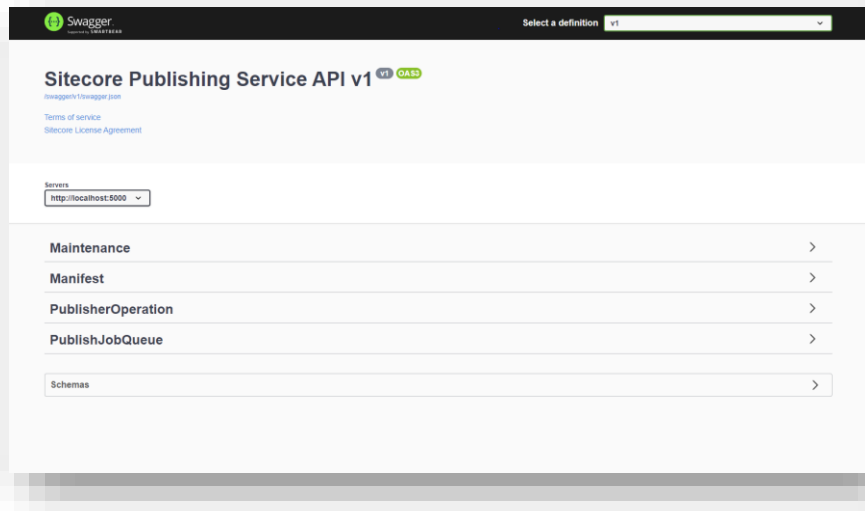 Swagger.
Supported by SMARTBEAR
Select a definition
v1
Sitecore Publishing Service API v1 v1 OAS3
/swagger/v1/swagger.json
Terms of service
Sitecore License Agreement
Servers
http://localhost:5000
Maintenance
Manifest
PublisherOperation
PublishJobQueue
Schemas